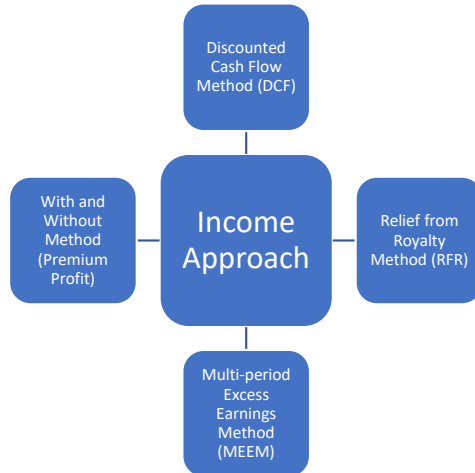 Discounted
Cash Flow
Method (DCF)
With and
Without
Method
(Premium
Profit)
Income
Approach
Relief from
Royalty
Method (RFR)
Multi-period
Excess
Earnings
Method
(MEEM)